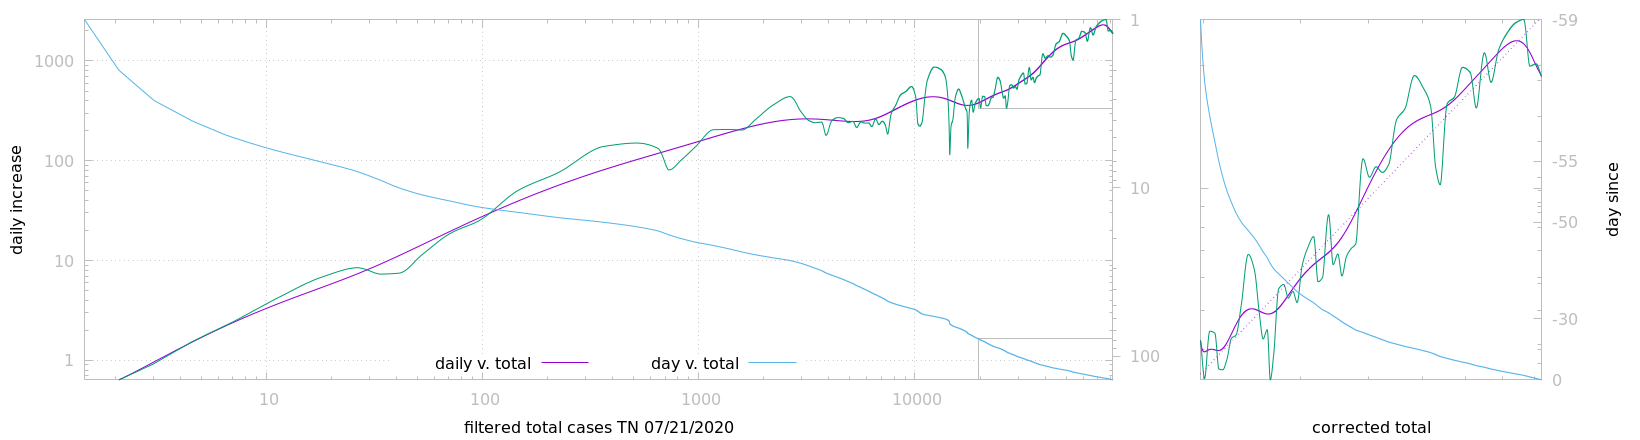 1000
100
10
1
daily increase
daily v. total
day v. total
10
100
1000
10000
filtered total cases TN 07/21/2020
1
10
100
-59
-55
-50
-30
0
day since
corrected total